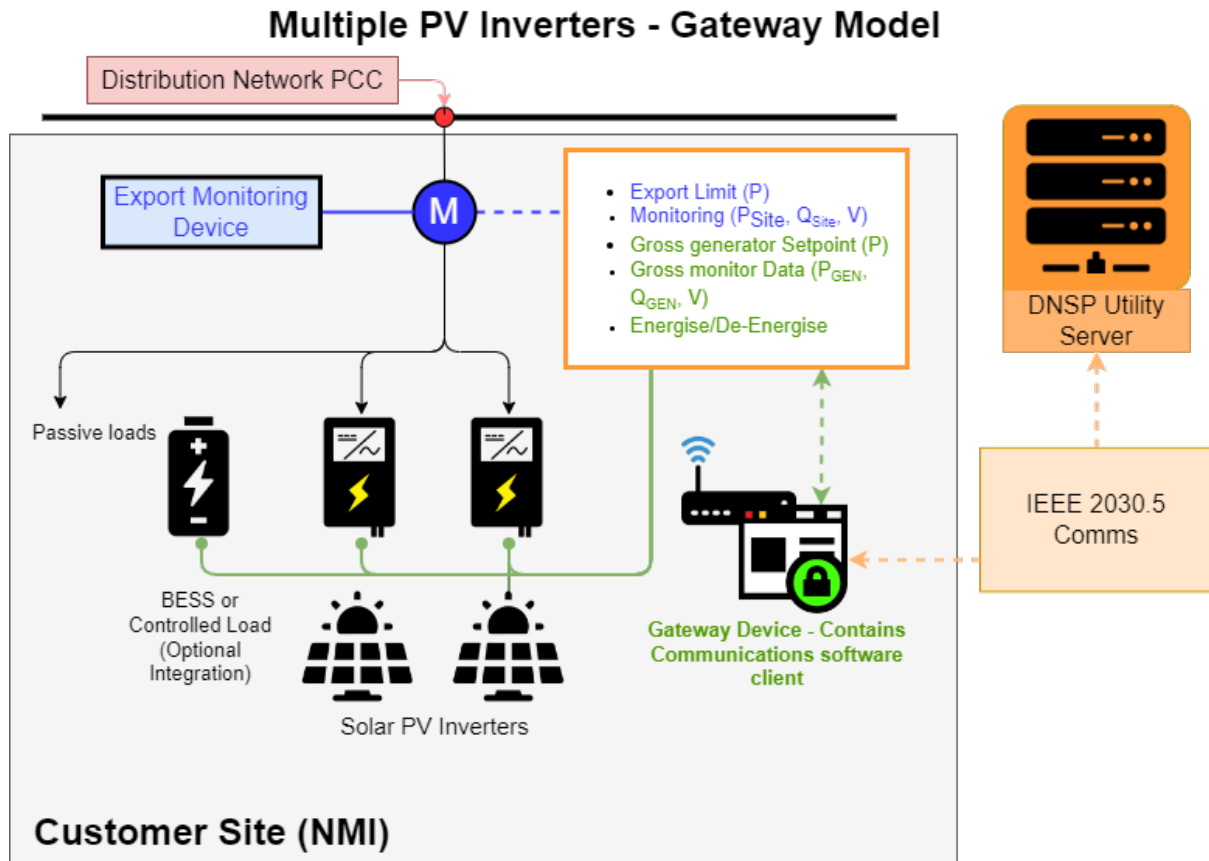 Multiple PV Inverters - Gateway Model
Distribution Network PCC
Export Monitoring
Device
M
• Export Limit (P)
• Monitoring (PSite, QSite, V)
• Gross generator Setpoint (P)
• Gross monitor Data (PGEN,
QGEN, V)
• Energise/De-Energise
DNSP Utility
Server
Passive loads
IEEE 2030.5
Comms
BESS or
Controlled Load
(Optional
Integration)
Solar PV Inverters
Gateway Device - Contains
Communications software
client
Customer Site (NMI)